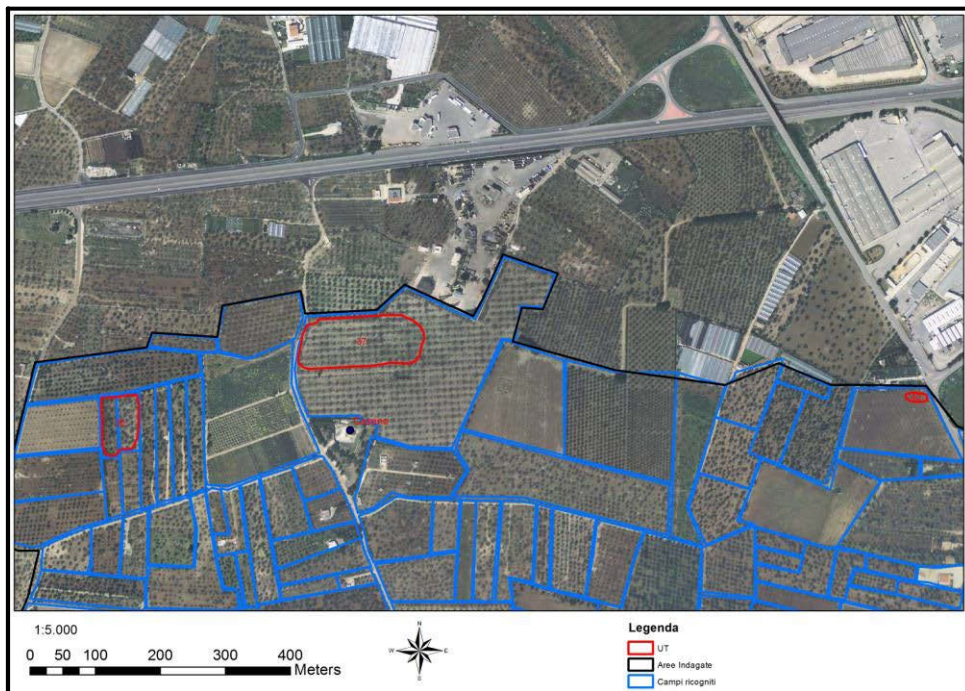 1:5.000
0 50 100 200 300 400
Meters
N
W E
S
Legenda
UT
Aree Indagate
Campi ricogniti